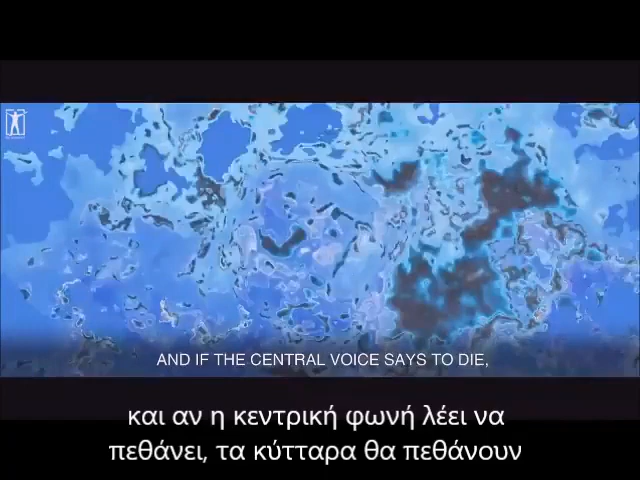 AND IF THE CENTRAL VOICE SAYS TO DIE,
και αν η κεντρική φωνή λέει να
πεθάνει, τα κύτταρα θα πεθάνουν